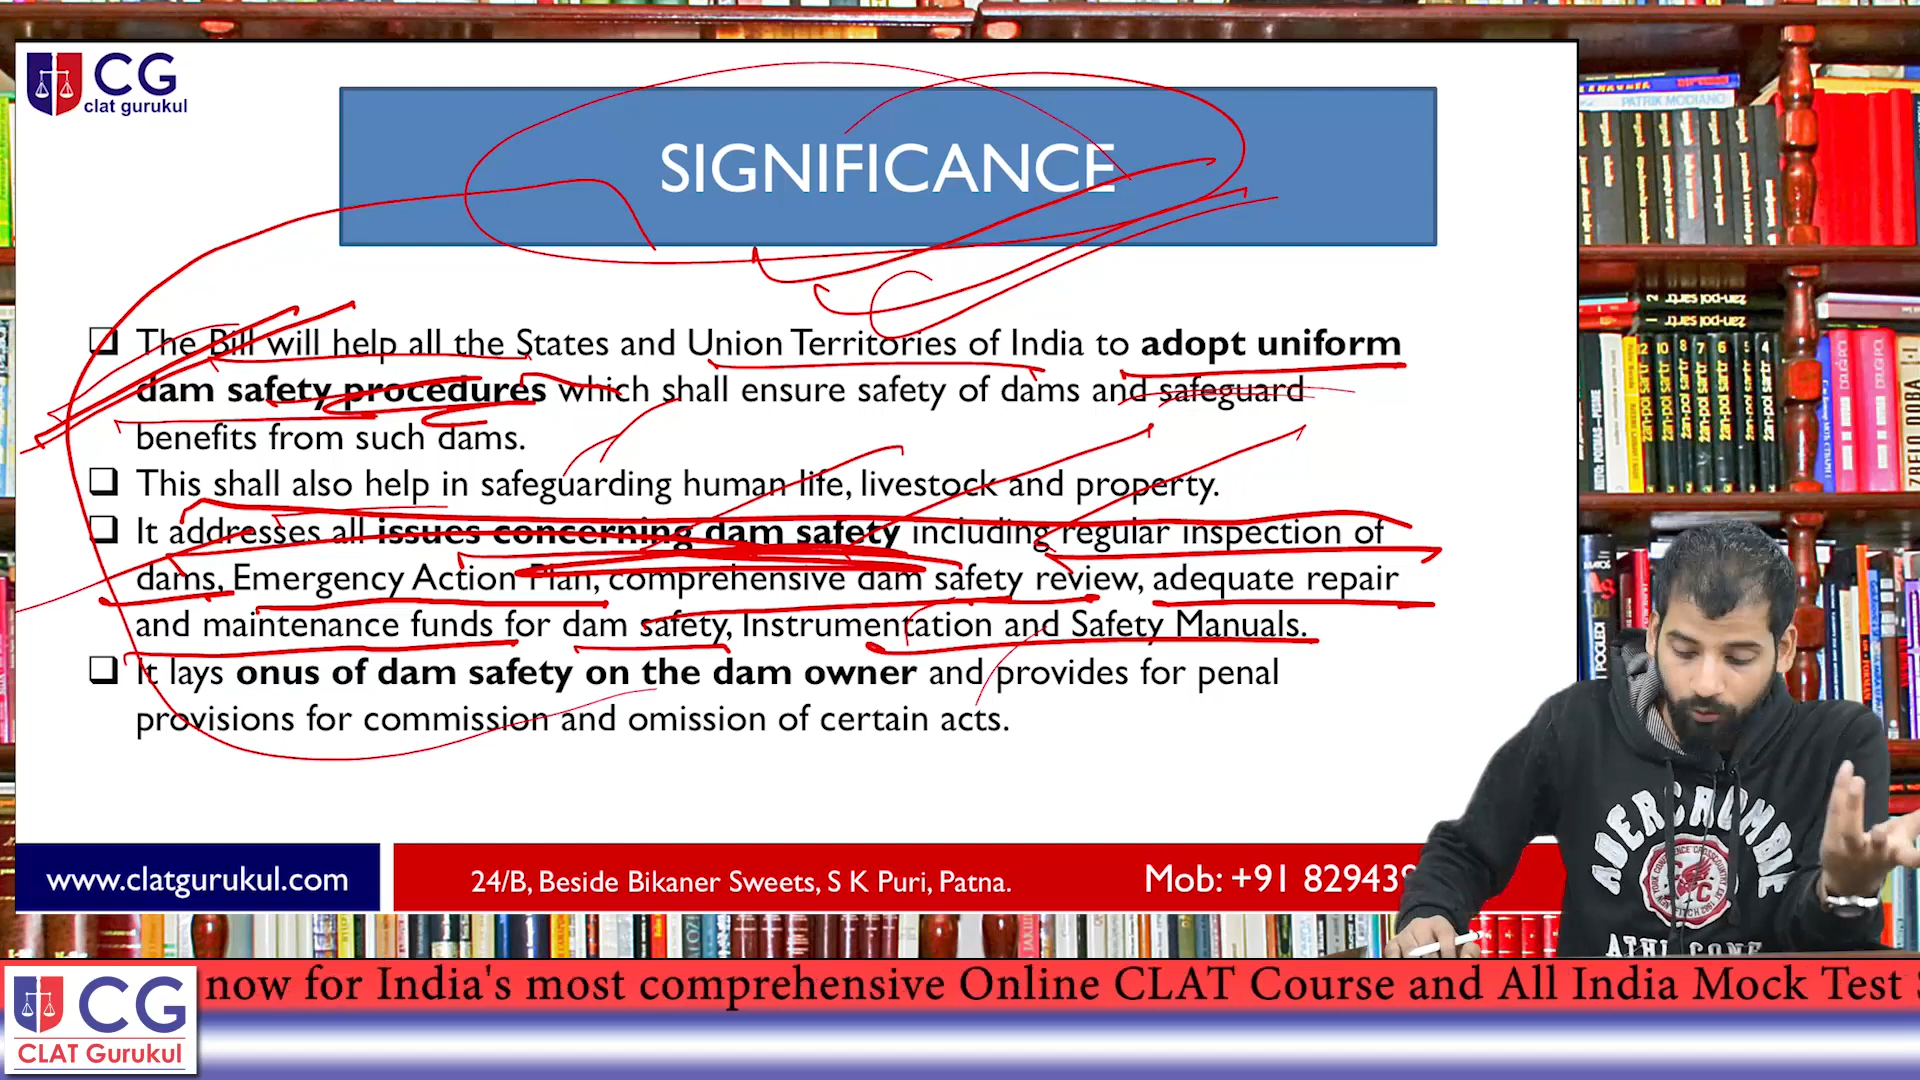 CG
clat gurukul
SIGNIFICANCE
The Bill will help all the States and Union Territories of India to adopt uniform
dam safety procedures which shall ensure safety of dams and safeguard
benefits from such dams.
This shall also help in safeguarding human life, livestock and property.
It addresses all issues concerning dam safety including regular inspection of
dams, Emergency Action Plan, comprehensive dam safety review, adequate repair
and maintenance funds for dam safety, Instrumentation and Safety Manuals.
It lays onus of dam safety on the dam owner and provides for penal
provisions for commission and omission of certain acts.
PATRIK MODIANO
ABERCROMBIE
www.clatgurukul.com
24/B, Beside Bikaner Sweets, S K Puri, Patna.
Mob: +91 82943
CG
CLAT Gurukul
now for India's most comprehensive Online CLAT Course and All India Mock Test